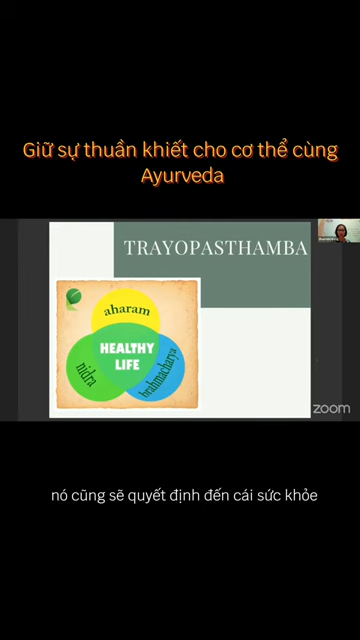 Giữ sự thuần khiết cho cơ thể cùng
Ayurveda
TRAYOPASTHAMBA
aharam
HEALTHY
LIFE
nidra
brahmacharya
zoom
nó cũng sẽ quyết định đến cái sức khỏe